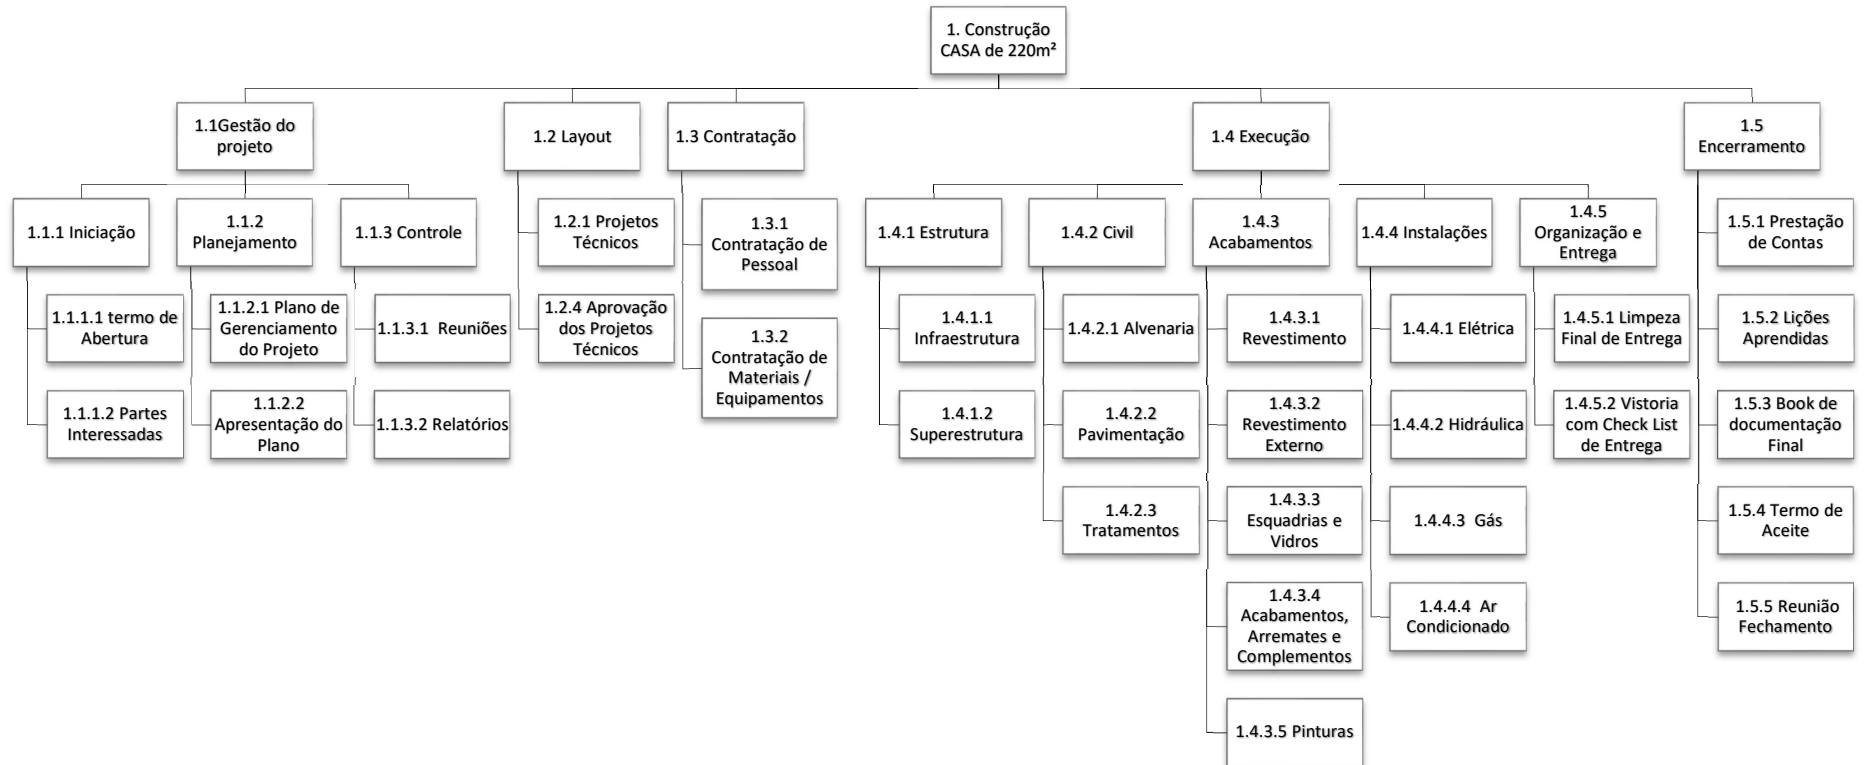 1. Construção
CASA de 220m²
1.1Gestão do
projeto
1.2 Layout
1.3 Contratação
1.4 Execução
1.5
Encerramento
1.1.1 Iniciação
1.1.2
Planejamento
1.1.3 Controle
1.2.1 Projetos
Técnicos
1.3.1
Contratação de
Pessoal
1.4.1 Estrutura
1.4.2 Civil
1.4.3
Acabamentos
1.4.4 Instalações
1.4.5
Organização e
Entrega
1.5.1 Prestação
de Contas
1.1.1.1 termo de
Abertura
1.1.2.1 Plano de
Gerenciamento
do Projeto
1.1.3.1 Reuniões
1.2.4 Aprovação
dos Projetos
Técnicos
1.3.2
Contratação de
Materiais /
Equipamentos
1.4.1.1
Infraestrutura
1.4.2.1 Alvenaria
1.4.3.1
Revestimento
1.4.4.1 Elétrica
1.4.5.1 Limpeza
Final de Entrega
1.5.2 Lições
Aprendidas
1.1.1.2 Partes
Interessadas
1.1.2.2
Apresentação do
Plano
1.1.3.2 Relatórios
1.4.1.2
Superestrutura
1.4.2.2
Pavimentação
1.4.3.2
Revestimento
Externo
1.4.4.2 Hidráulica
1.4.5.2 Vistoria
com Check List
de Entrega
1.5.3 Book de
documentação
Final
1.4.2.3
Tratamentos
1.4.3.3
Esquadrias e
Vidros
1.4.4.3 Gás
1.5.4 Termo de
Aceite
1.4.3.4
Acabamentos,
Arremates e
Complementos
1.4.4.4 Ar
Condicionado
1.5.5 Reunião
Fechamento
1.4.3.5 Pinturas